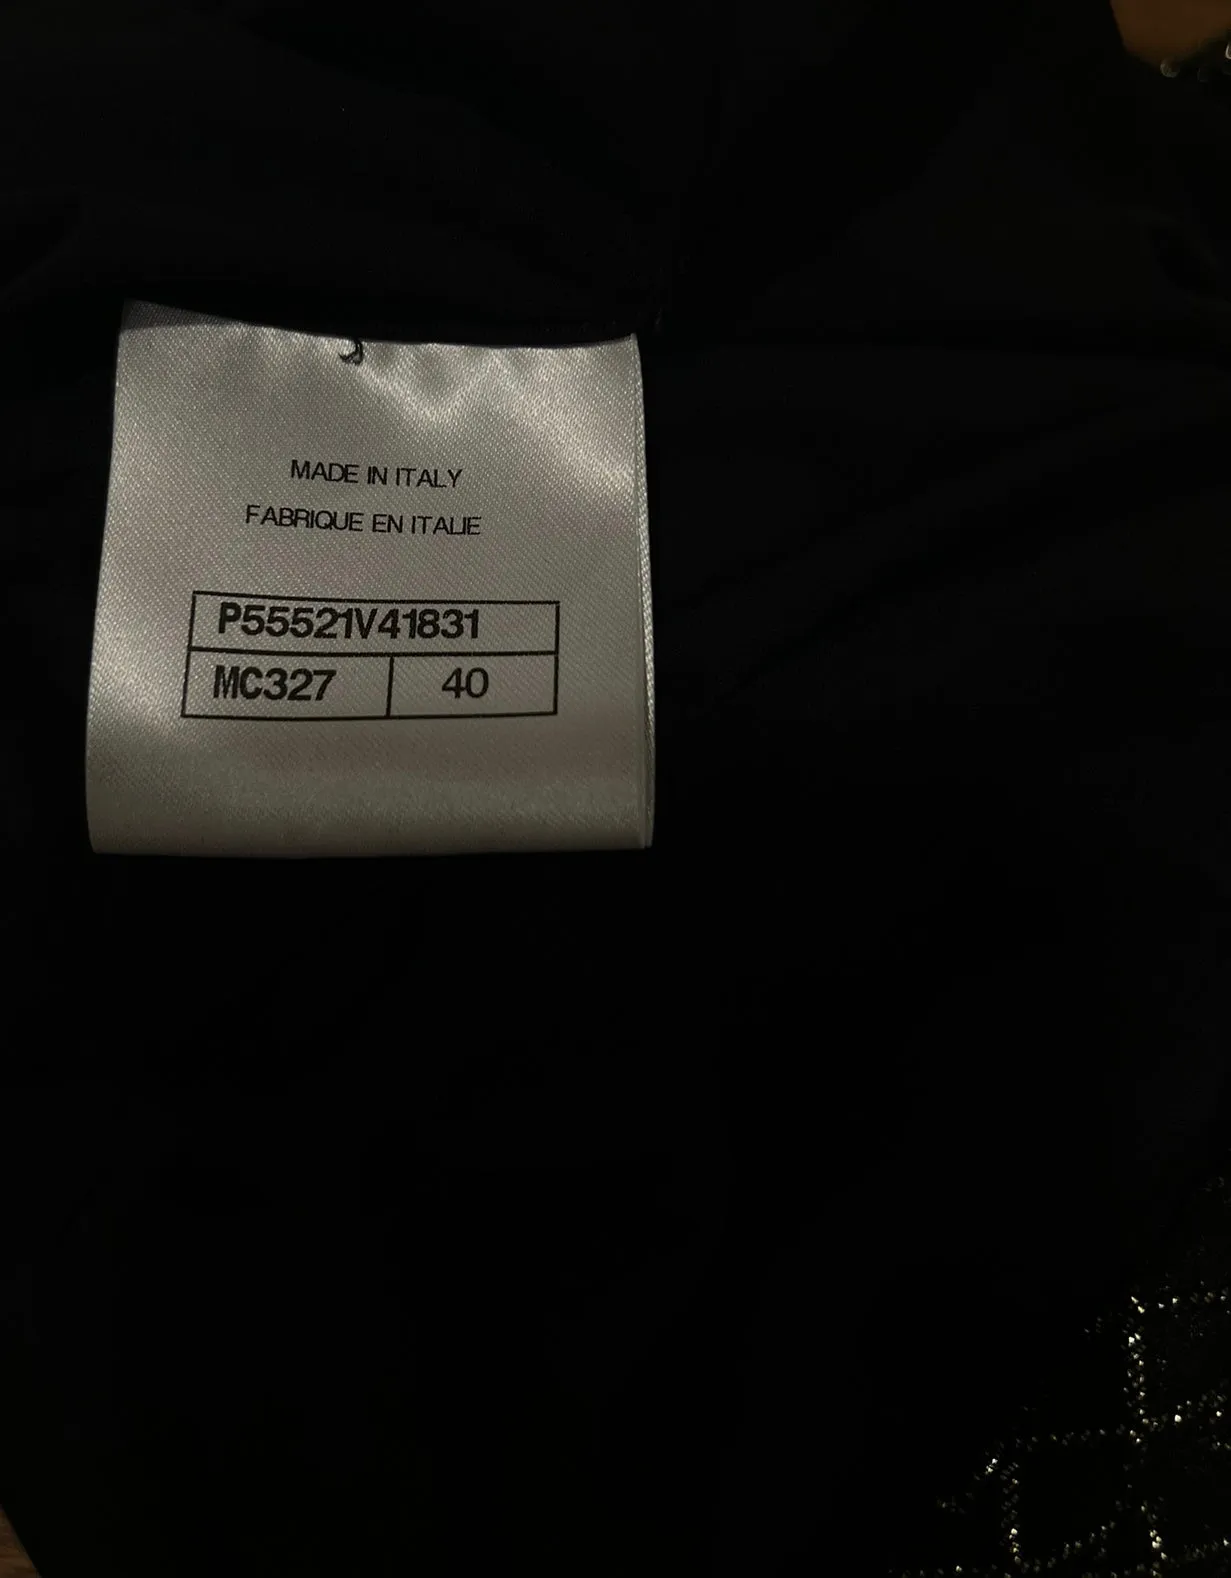 MADE IN ITALY
FABRIQUE EN ITALIE
P55521V41831
MC327 40